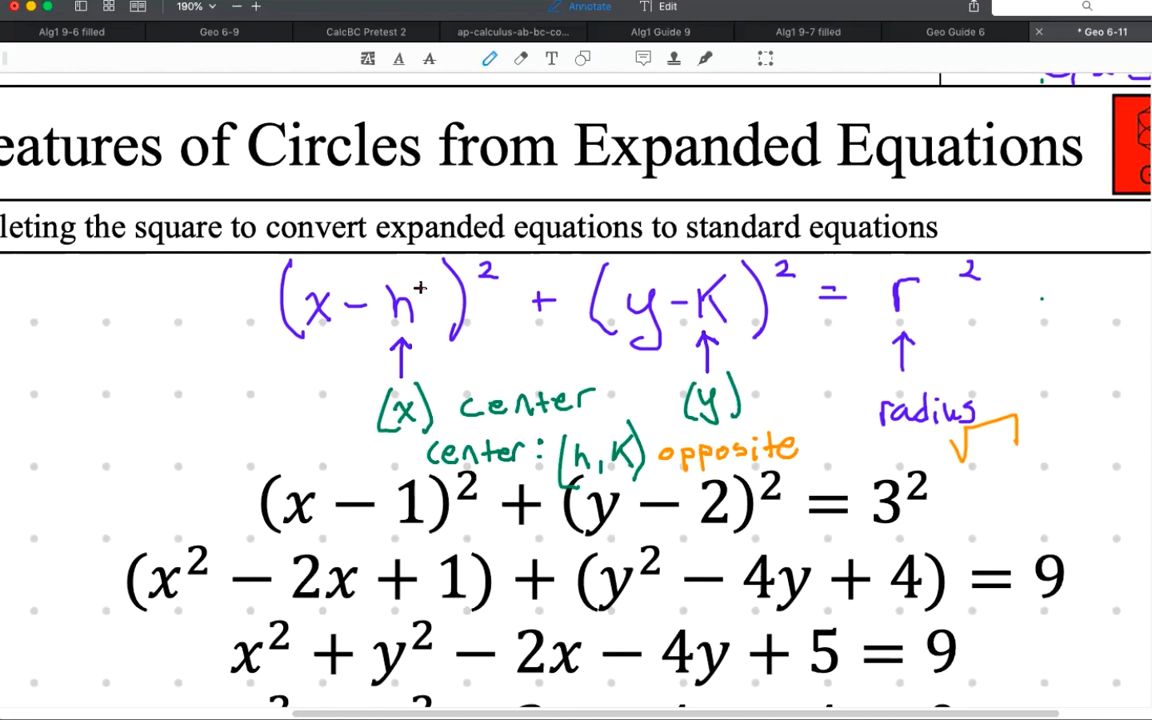 190%
Annotate
Edit
Alg1 9-6 filled
Geo 6-9
CalcBC Pretest 2
ap-calculus-ab-bc-co...
Alg1 Guide 9
Alg1 9-7 filled
Geo Guide 6
* Geo 6-11
eatures of Circles from Expanded Equations
leting the square to convert expanded equations to standard equations
(x - h)² + (y - K)² = r ²
(x) center (y) radius
center: (h, K) opposite √
(x − 1)² + (y − 2)² = 3²
(x² − 2x + 1) + (y² − 4y + 4) = 9
x² + y² − 2x − 4y + 5 = 9